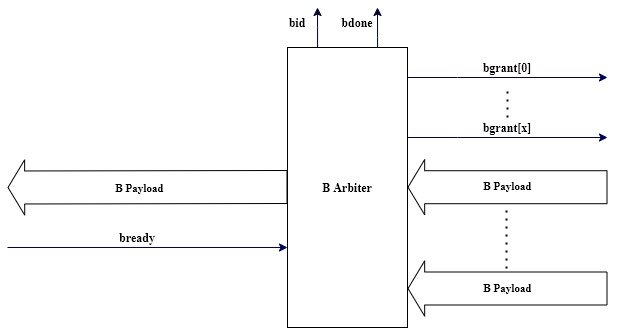 bid
bdone
bgrant[0]
bgrant[x]
B Payload
B Arbiter
B Payload
bready
B Payload